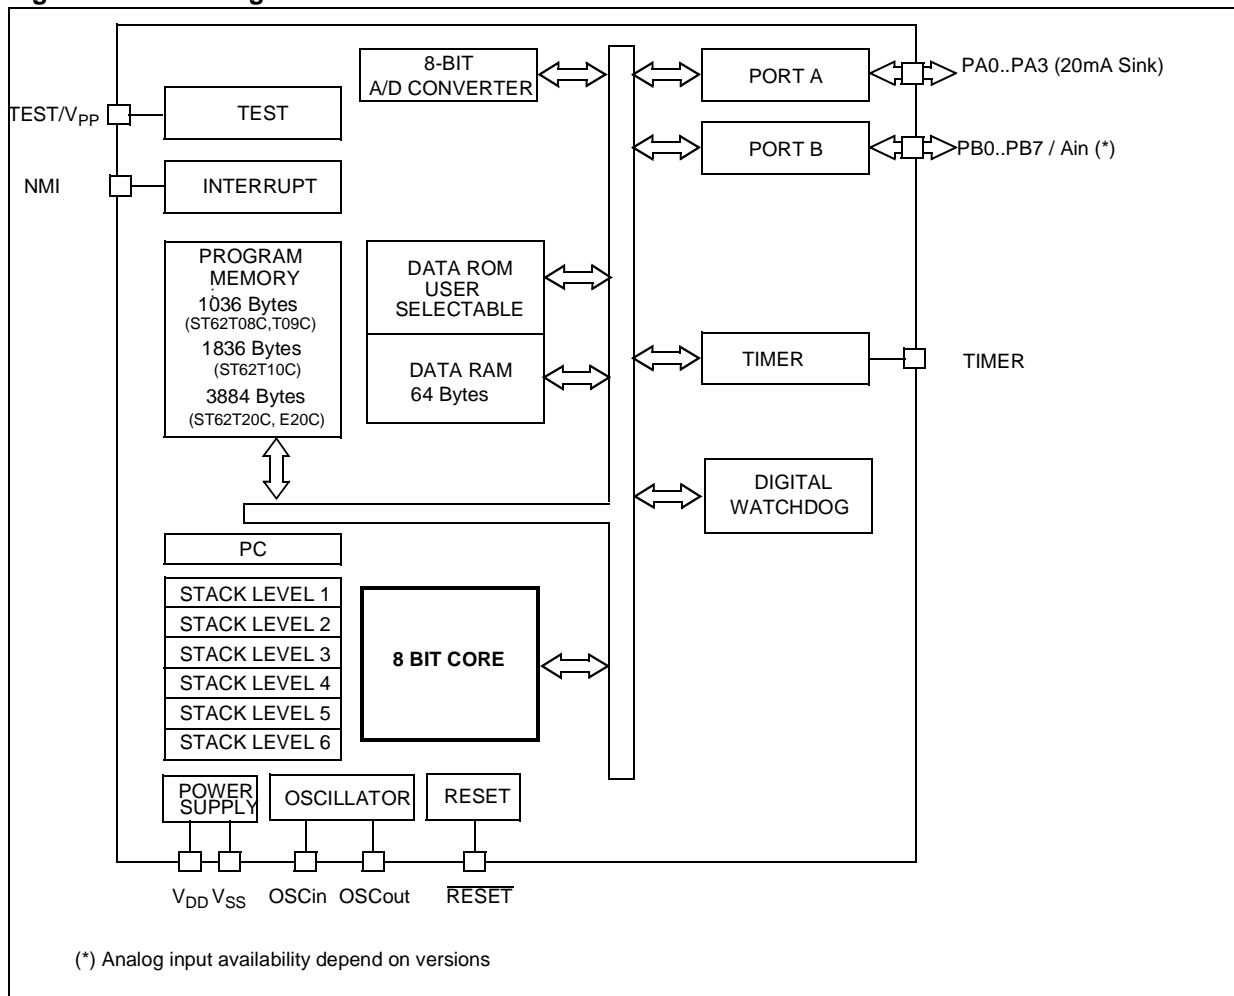 8-BIT
A/D CONVERTER
PORT A
PA0..PA3 (20mA Sink)
TEST/VPP
TEST
PORT B
PB0..PB7 / Ain (*)
NMI
INTERRUPT
PROGRAM
MEMORY
1036 Bytes
(ST62T08C,T09C)
1836 Bytes
(ST62T10C)
3884 Bytes
(ST62T20C, E20C)
DATA ROM
USER
SELECTABLE
DATA RAM
64 Bytes
TIMER
TIMER
DIGITAL
WATCHDOG
PC
STACK LEVEL 1
STACK LEVEL 2
STACK LEVEL 3
STACK LEVEL 4
STACK LEVEL 5
STACK LEVEL 6
8 BIT CORE
POWER
SUPPLY
OSCILLATOR
RESET
VDD VSS OSCin OSCout RESET
(*) Analog input availability depend on versions